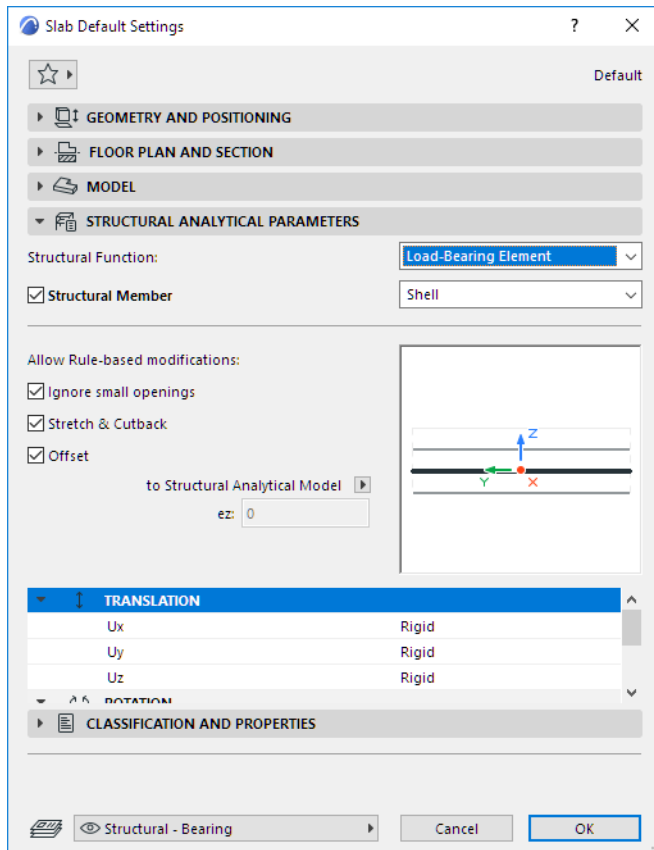 Slab Default Settings ?
Default
GEOMETRY AND POSITIONING
FLOOR PLAN AND SECTION
MODEL
STRUCTURAL ANALYTICAL PARAMETERS
Structural Function: Load-Bearing Element
Structural Member Shell
Allow Rule-based modifications:
Ignore small openings
Stretch & Cutback
Offset
to Structural Analytical Model
ez: 0
Z
Y X
TRANSLATION
Ux Rigid
Uy Rigid
Uz Rigid
ROTATION
CLASSIFICATION AND PROPERTIES
Structural - Bearing Cancel OK